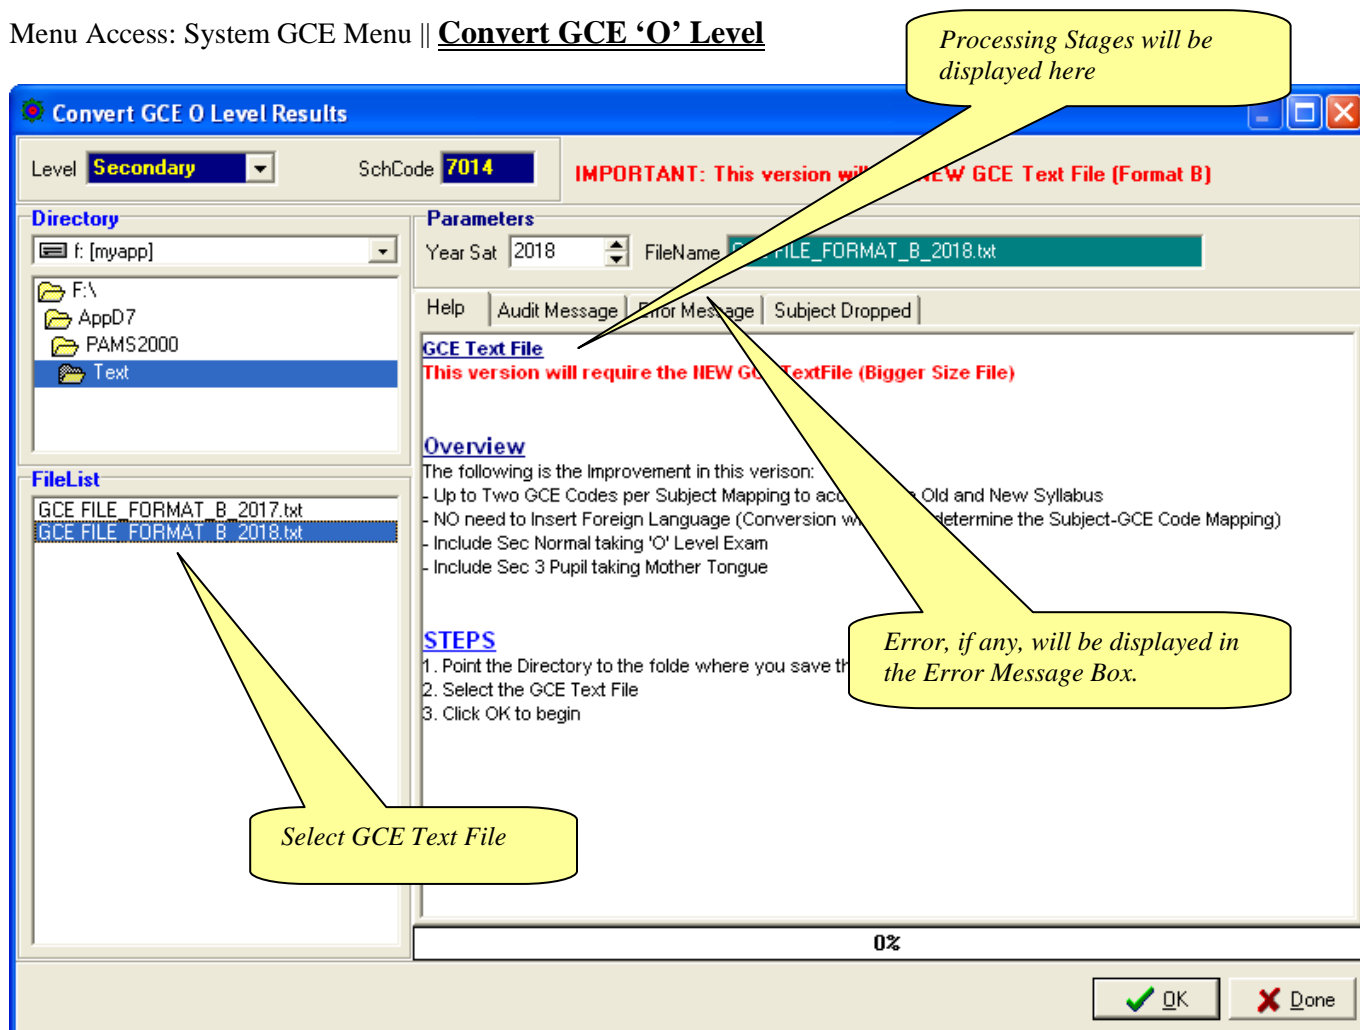 Menu Access: System GCE Menu || Convert GCE ‘O’ Level
Processing Stages will be
displayed here
Convert GCE O Level Results
Level Secondary SchCode 7014
IMPORTANT: This version NEW GCE Text File (Format B)
Directory
f: [myapp]
F:\
AppD7
PAMS2000
Text
FileList
GCE FILE_FORMAT_B_2017.txt
GCE FILE_FORMAT_B_2018.txt
Select GCE Text File
Parameters
Year Sat 2018 FileName FILE_FORMAT_B_2018.txt
Help Audit Message Error Message Subject Dropped
GCE Text File
This version will require the NEW TextFile (Bigger Size File)
Overview
The following is the Improvement in this verison:
- Up to Two GCE Codes per Subject Mapping to Old and New Syllabus
- NO need to Insert Foreign Language (Conversion determine the Subject-GCE Code Mapping)
- Include Sec Normal taking 'O' Level Exam
- Include Sec 3 Pupil taking Mother Tongue
STEPS
1. Point the Directory to the folde where you save
2. Select the GCE Text File
3. Click OK to begin
Error, if any, will be displayed in
the Error Message Box.
0%
OK Done